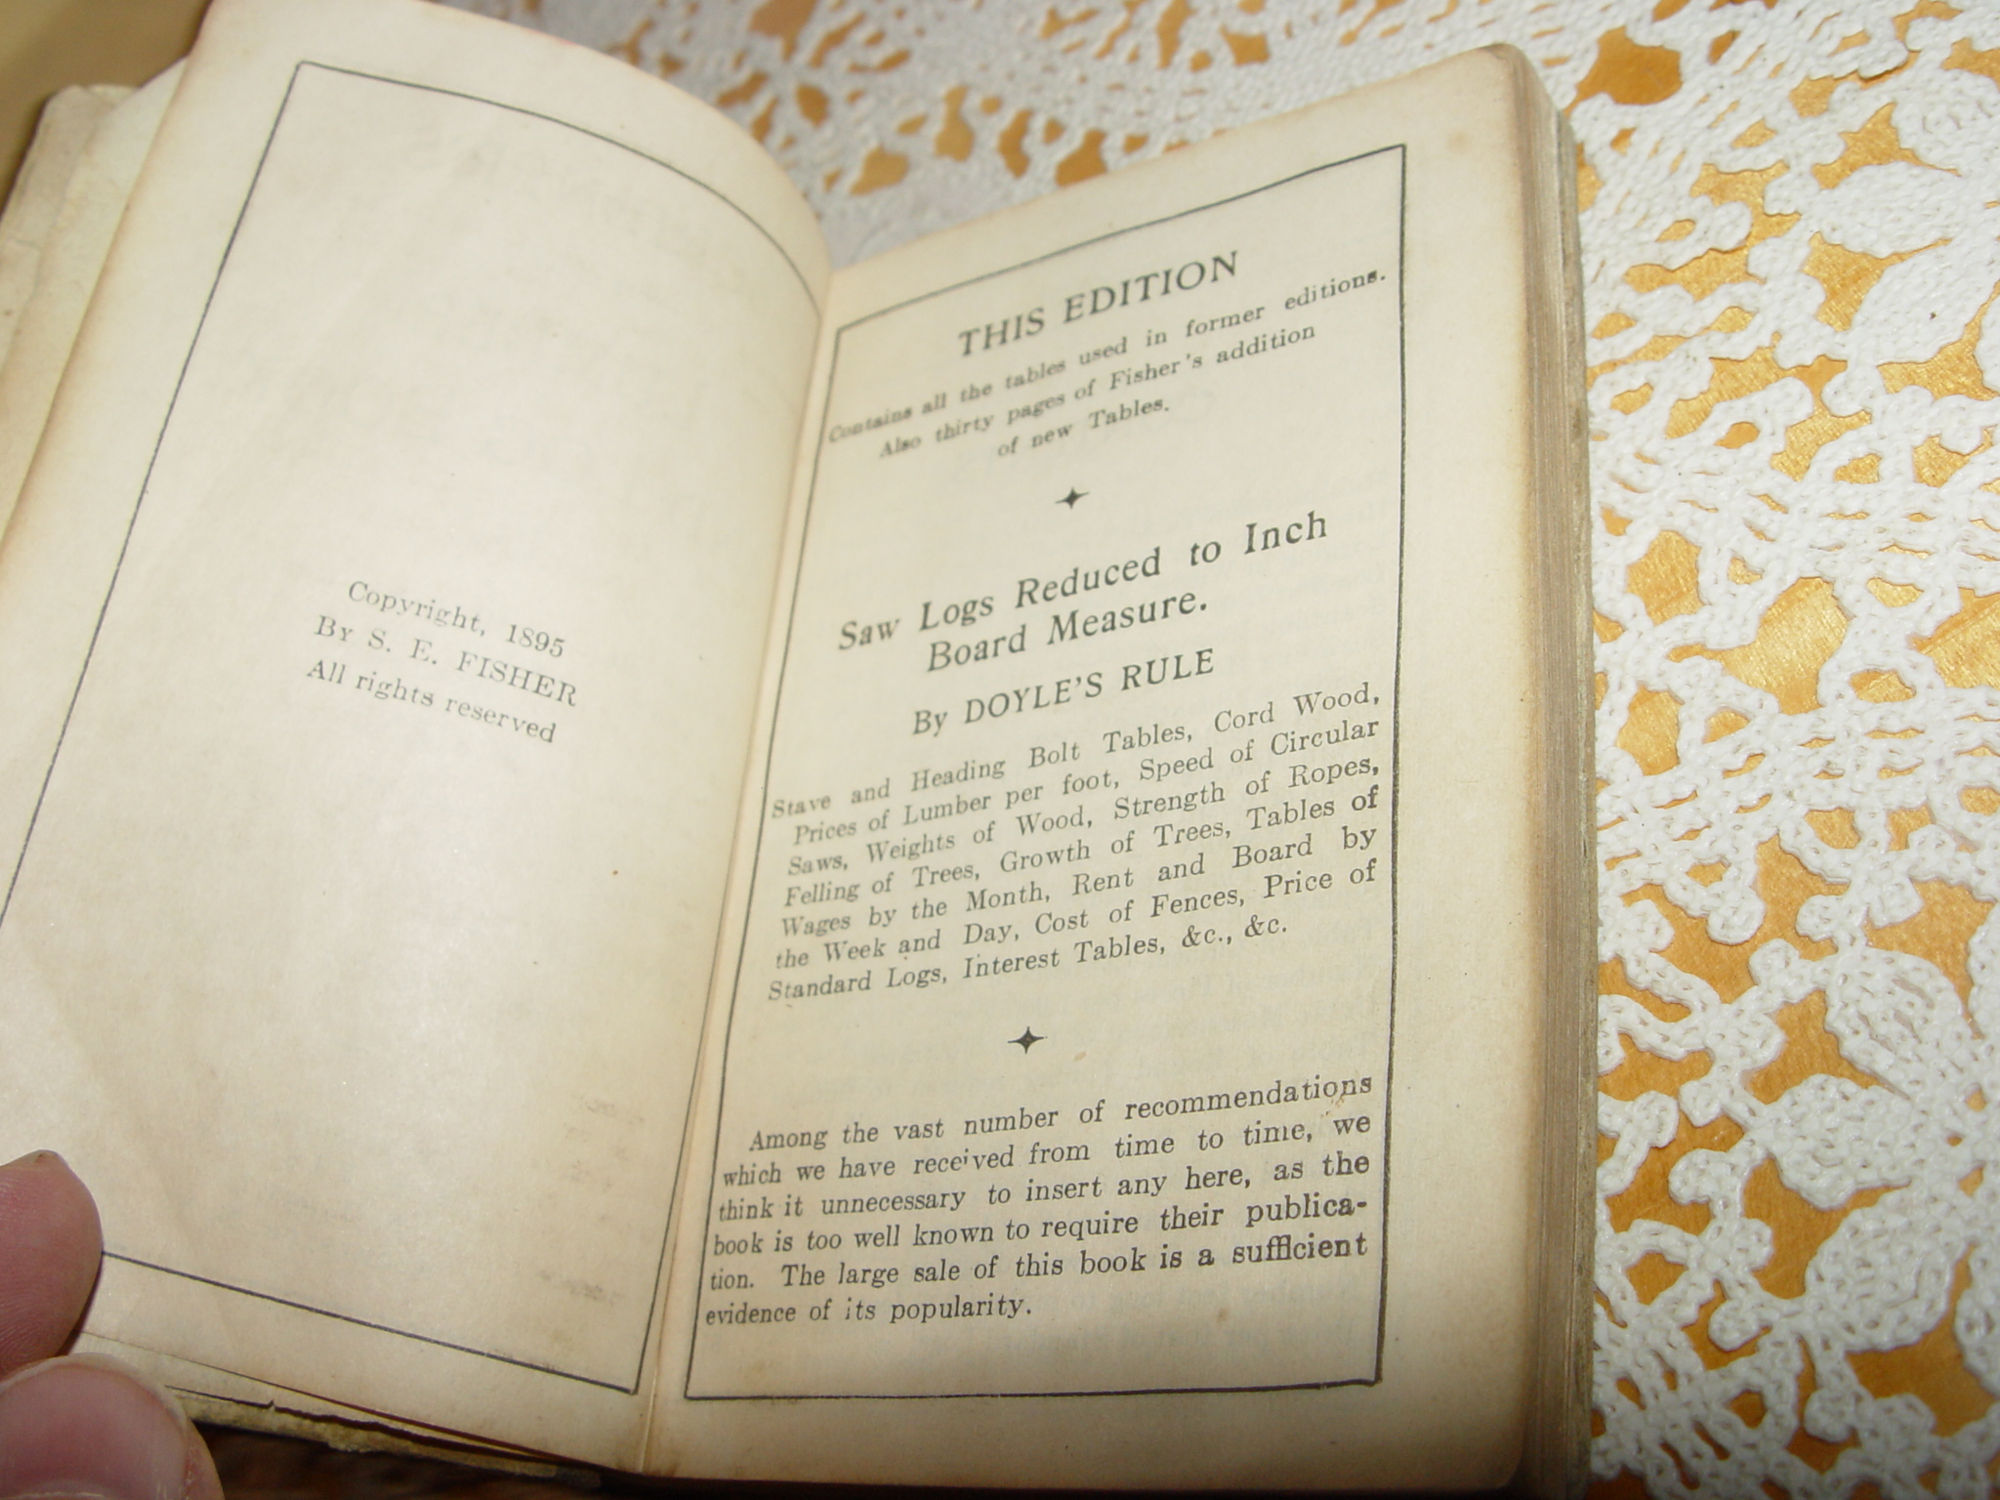 Copyright, 1895
By S. E. FISHER
All rights reserved
THIS EDITION
Contains all the tables used in former editions.
Also thirty pages of Fisher's addition
of new Tables.
Saw Logs Reduced to Inch
Board Measure.
By DOYLE'S RULE
Stave and Heading Bolt Tables, Cord Wood,
Prices of Lumber per foot, Speed of Circular
Saws, Weights of Wood, Strength of Ropes,
Felling of Trees, Growth of Trees, Tables of
Wages by the Month, Rent and Board by
the Week and Day, Cost of Fences, Price of
Standard Logs, Interest Tables, &c., &c.
Among the vast number of recommendations
which we have received from time to time, we
think it unnecessary to insert any here, as the
book is too well known to require their publica-
tion. The large sale of this book is a sufficient
evidence of its popularity.